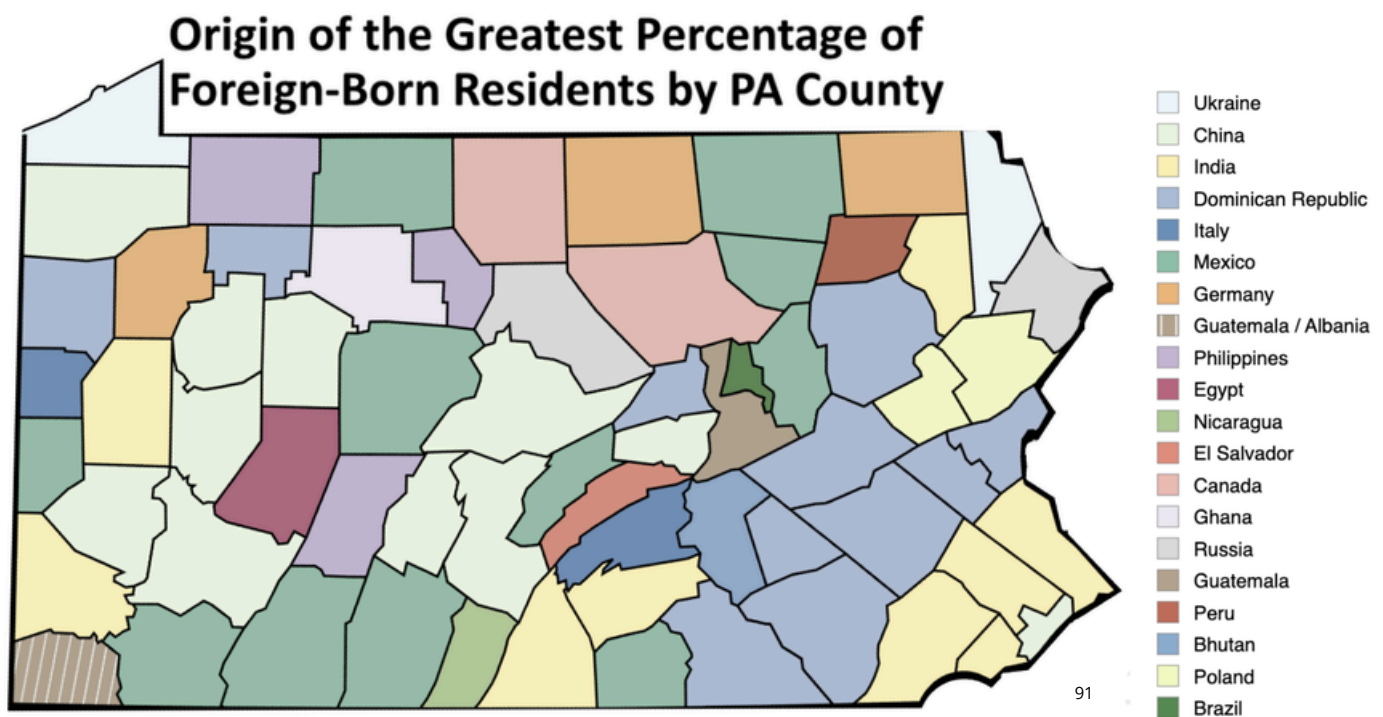 Origin of the Greatest Percentage of
Foreign-Born Residents by PA County
Ukraine
China
India
Dominican Republic
Italy
Mexico
Germany
Guatemala / Albania
Philippines
Egypt
Nicaragua
El Salvador
Canada
Ghana
Russia
Guatemala
Peru
Bhutan
Poland
Brazil
91